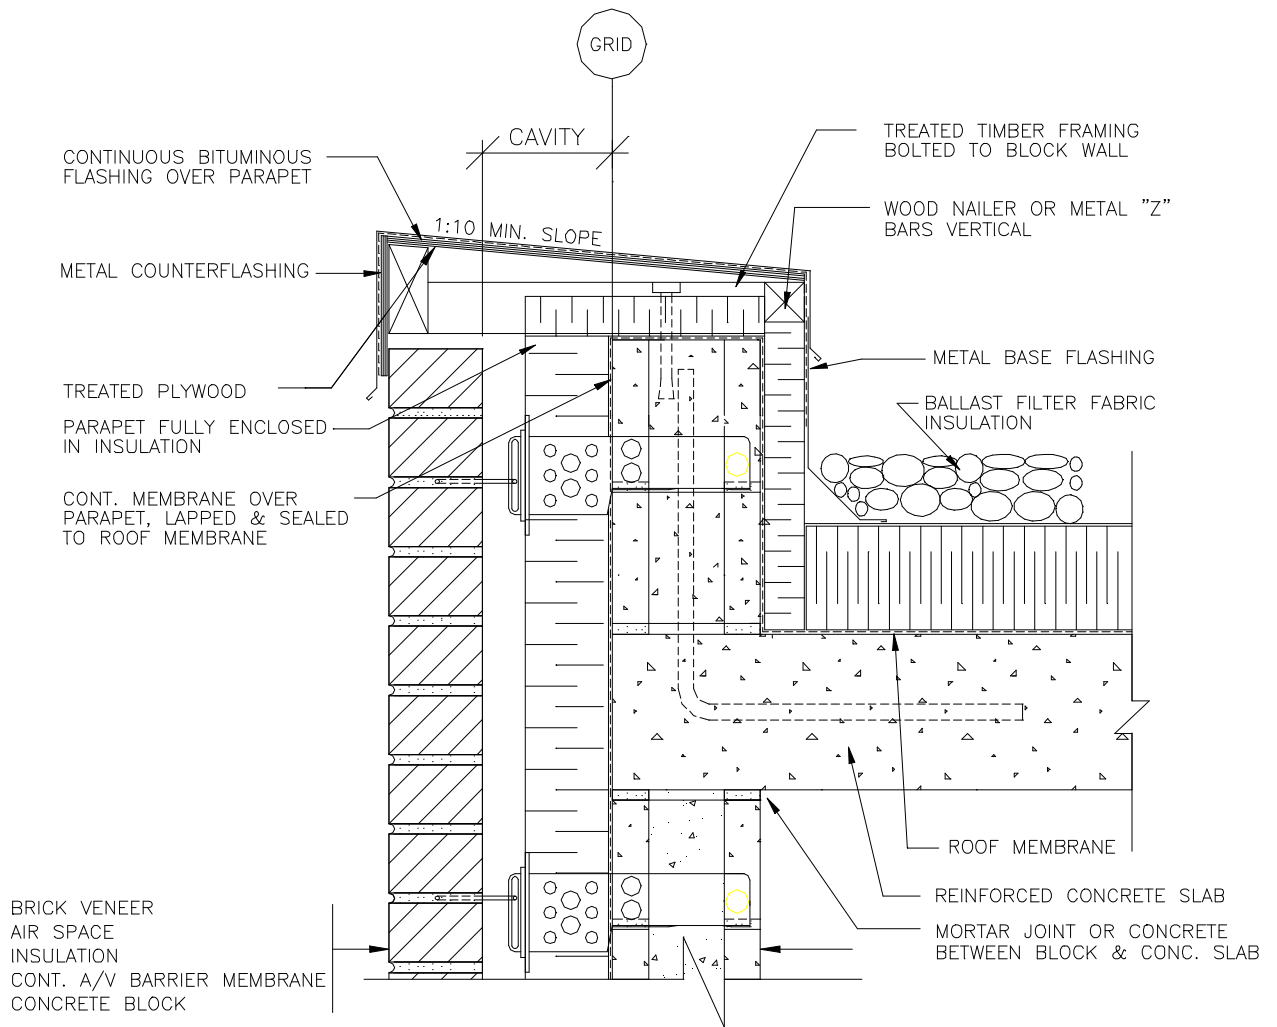 GRID
CAVITY
CONTINUOUS BITUMINOUS
FLASHING OVER PARAPET
TREATED TIMBER FRAMING
BOLTED TO BLOCK WALL
WOOD NAILER OR METAL "Z"
BARS VERTICAL
1:10 MIN. SLOPE
METAL COUNTERFLASHING
METAL BASE FLASHING
TREATED PLYWOOD
BALLAST FILTER FABRIC
INSULATION
PARAPET FULLY ENCLOSED
IN INSULATION
CONT. MEMBRANE OVER
PARAPET, LAPPED & SEALED
TO ROOF MEMBRANE
ROOF MEMBRANE
REINFORCED CONCRETE SLAB
MORTAR JOINT OR CONCRETE
BETWEEN BLOCK & CONC. SLAB
BRICK VENEER
AIR SPACE
INSULATION
CONT. A/V BARRIER MEMBRANE
CONCRETE BLOCK